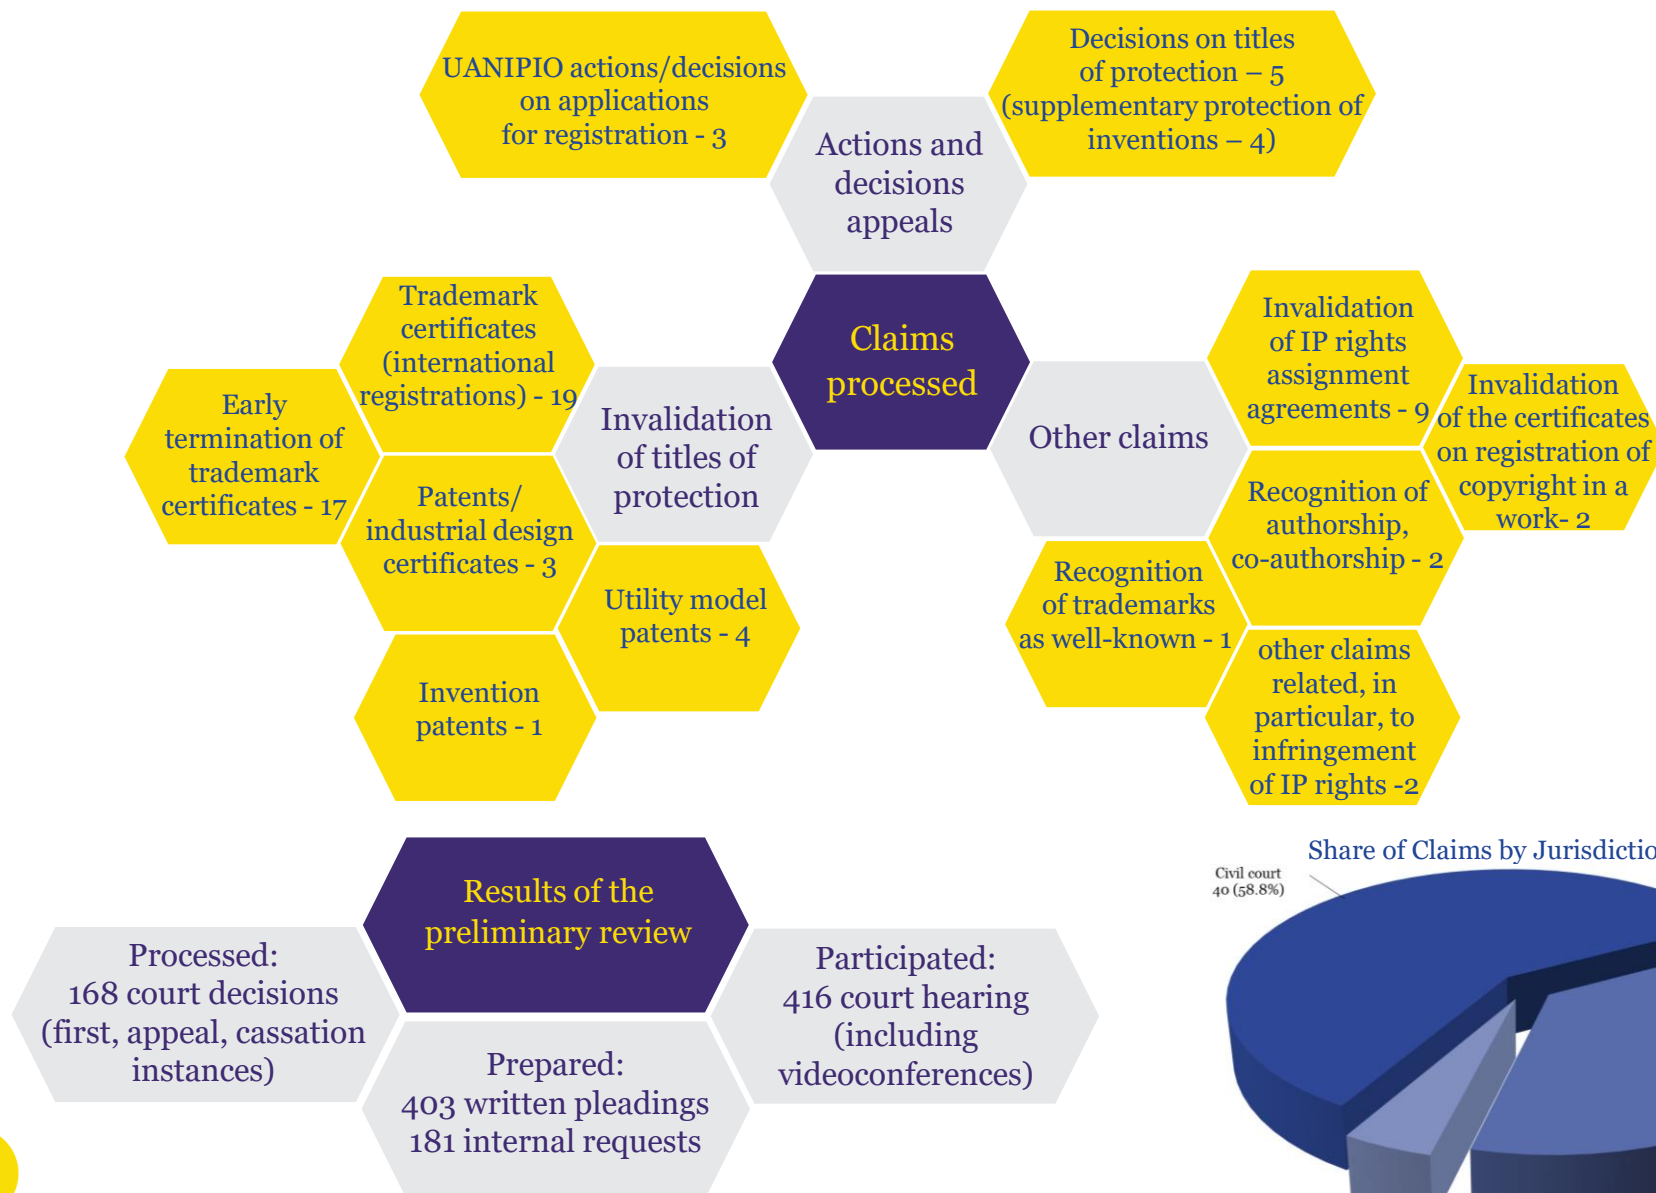 UANIPIO actions/decisions
on applications
for registration - 3
Decisions on titles
of protection – 5
(supplementary protection of
inventions – 4)
Actions and
decisions
appeals
Claims
processed
Trademark
certificates
(international
registrations) - 19
Early
termination of
trademark
certificates - 17
Invalidation
of titles of
protection
Patents/
industrial design
certificates - 3
Utility model
patents - 4
Invention
patents - 1
Other claims
Invalidation
of IP rights
assignment
agreements - 9
Invalidation
of the certificates
on registration of
copyright in a
work- 2
Recognition of
authorship,
co-authorship - 2
Recognition
of trademarks
as well-known - 1
other claims
related, in
particular, to
infringement
of IP rights -2
Results of the
preliminary review
Processed:
168 court decisions
(first, appeal, cassation
instances)
Prepared:
403 written pleadings
181 internal requests
Participated:
416 court hearing
(including
videoconferences)
Share of Claims by Jurisdictio
Civil court
40 (58.8%)